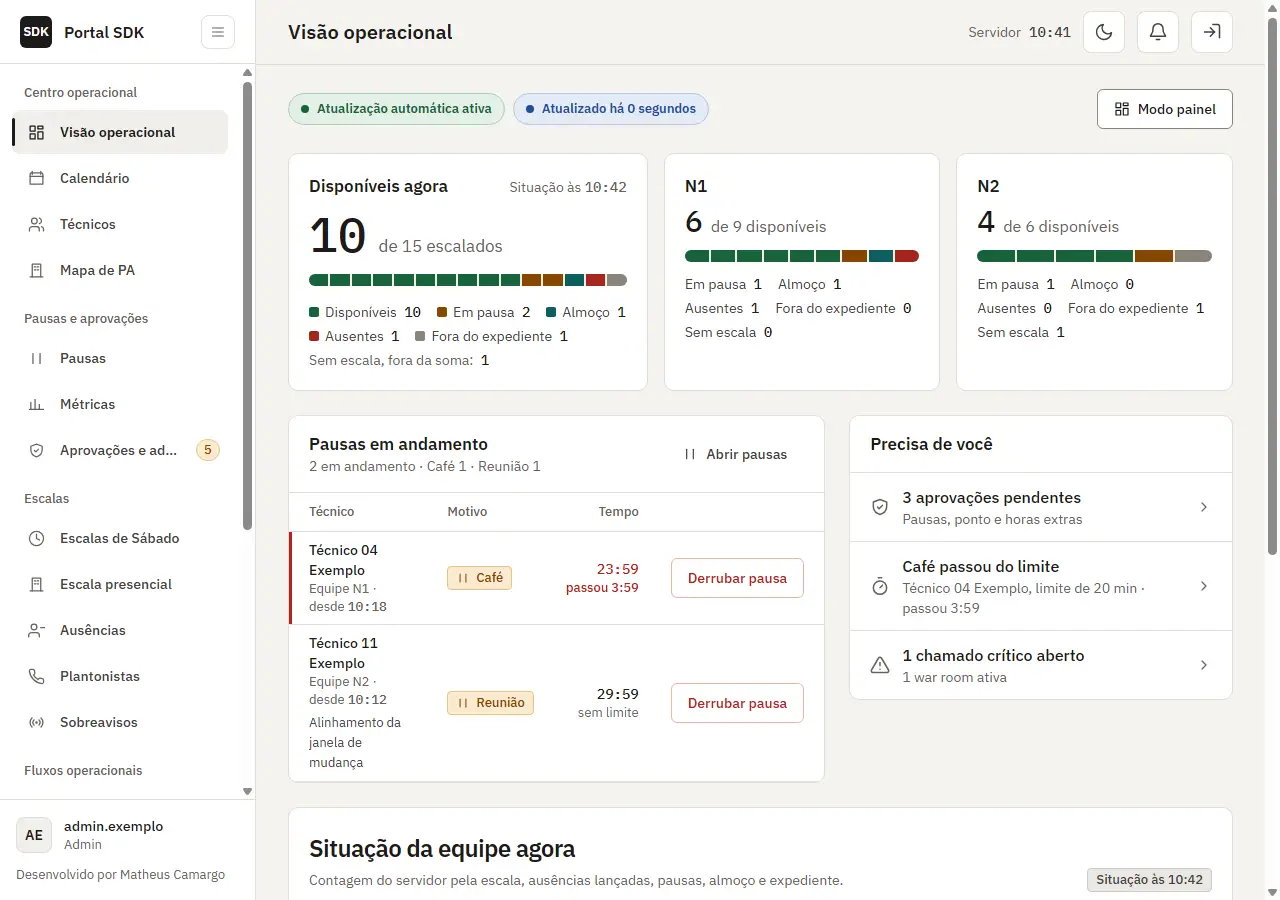 SDK Portal SDK
Centro operacional
Visão operacional
Calendário
Técnicos
Mapa de PA
Pausas e aprovações
Pausas
Métricas
Aprovações e ad... 5
Escalas
Escalas de Sábado
Escala presencial
Ausências
Plantonistas
Sobreavisos
Fluxos operacionais
AE admin.exemplo
Admin
Desenvolvido por Matheus Camargo
Visão operacional
Servidor 10:41
Atualização automática ativa
Atualizado há 0 segundos
Modo painel
Disponíveis agora Situação às 10:42
10 de 15 escalados
Disponíveis 10 Em pausa 2 Almoço 1
Ausentes 1 Fora do expediente 1
Sem escala, fora da soma: 1
N1
6 de 9 disponíveis
Em pausa 1 Almoço 1
Ausentes 1 Fora do expediente 0
Sem escala 0
N2
4 de 6 disponíveis
Em pausa 1 Almoço 0
Ausentes 0 Fora do expediente 1
Sem escala 1
Pausas em andamento
2 em andamento · Café 1 · Reunião 1
Abrir pausas
Técnico Motivo Tempo
Técnico 04
Exemplo
Equipe N1 ·
desde 10:18
Café
23:59
passou 3:59
Derrubar pausa
Técnico 11
Exemplo
Equipe N2 ·
desde 10:12
Alinhamento da
janela de
mudança
Reunião
29:59
sem limite
Derrubar pausa
Precisa de você
3 aprovações pendentes
Pausas, ponto e horas extras
Café passou do limite
Técnico 04 Exemplo, limite de 20 min ·
passou 3:59
1 chamado crítico aberto
1 war room ativa
Situação da equipe agora
Contagem do servidor pela escala, ausências lançadas, pausas, almoço e expediente.
Situação às 10:42